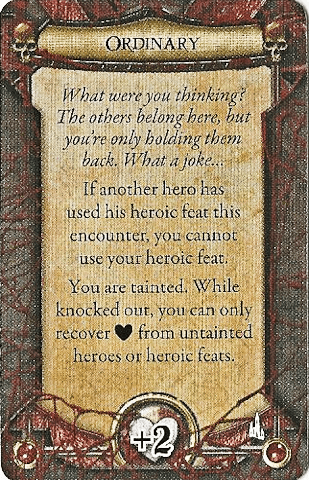 ORDINARY
What were you thinking?
The others belong here, but
you're only holding them
back. What a joke...
If another hero has
used his heroic feat this
encounter, you cannot
use your heroic feat.
You are tainted. While
knocked out, you can only
recover ♥ from untainted
heroes or heroic feats.
+2